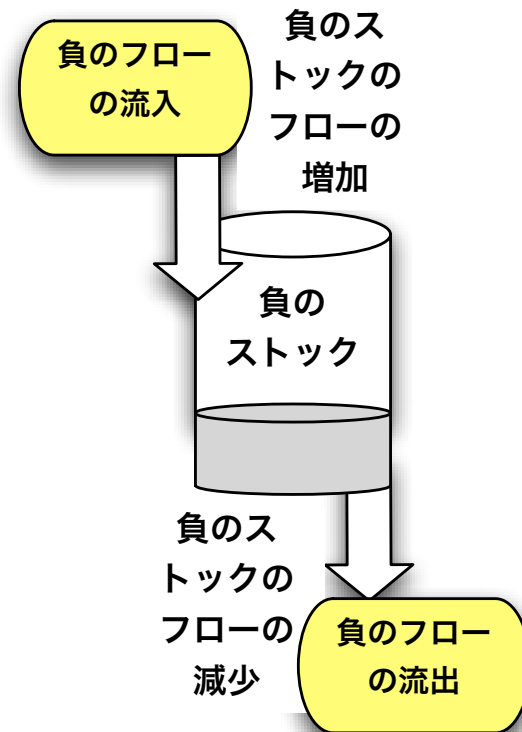 負のフロー
の流入
負のス
トックの
フローの
増加
負の
ストック
負のス
トックの
フローの
減少
負のフロー
の流出